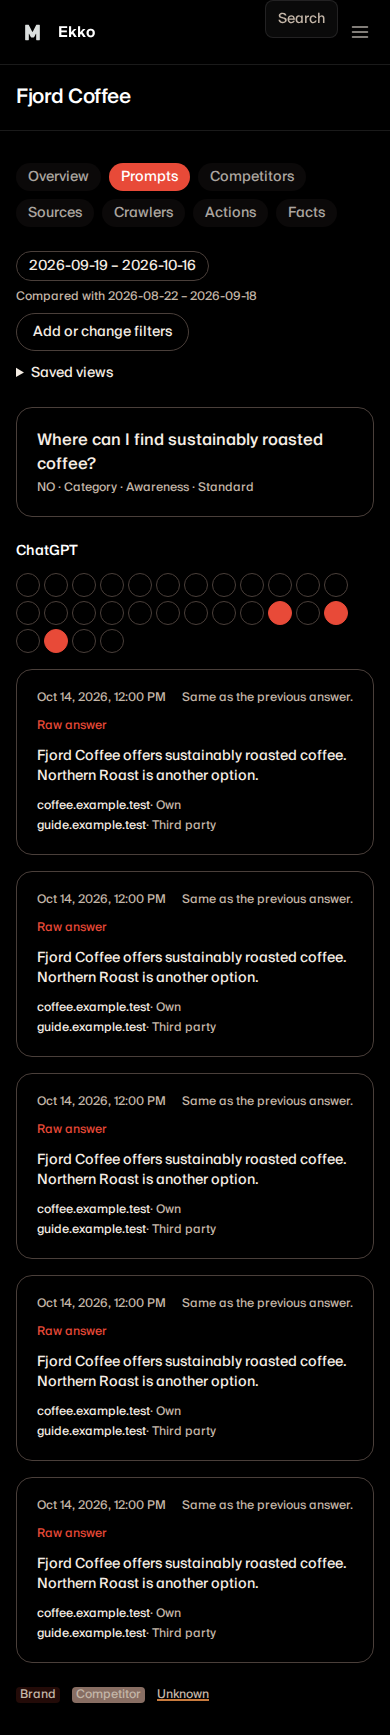 Ekko
Search
Fjord Coffee
Overview
Prompts
Competitors
Sources
Crawlers
Actions
Facts
2026-09-19 – 2026-10-16
Compared with 2026-08-22 – 2026-09-18
Add or change filters
Saved views
Where can I find sustainably roasted
coffee?
NO · Category · Awareness · Standard
ChatGPT
Oct 14, 2026, 12:00 PM Same as the previous answer.
Raw answer
Fjord Coffee offers sustainably roasted coffee.
Northern Roast is another option.
coffee.example.test· Own
guide.example.test· Third party
Oct 14, 2026, 12:00 PM Same as the previous answer.
Raw answer
Fjord Coffee offers sustainably roasted coffee.
Northern Roast is another option.
coffee.example.test· Own
guide.example.test· Third party
Oct 14, 2026, 12:00 PM Same as the previous answer.
Raw answer
Fjord Coffee offers sustainably roasted coffee.
Northern Roast is another option.
coffee.example.test· Own
guide.example.test· Third party
Oct 14, 2026, 12:00 PM Same as the previous answer.
Raw answer
Fjord Coffee offers sustainably roasted coffee.
Northern Roast is another option.
coffee.example.test· Own
guide.example.test· Third party
Oct 14, 2026, 12:00 PM Same as the previous answer.
Raw answer
Fjord Coffee offers sustainably roasted coffee.
Northern Roast is another option.
coffee.example.test· Own
guide.example.test· Third party
Brand Competitor Unknown